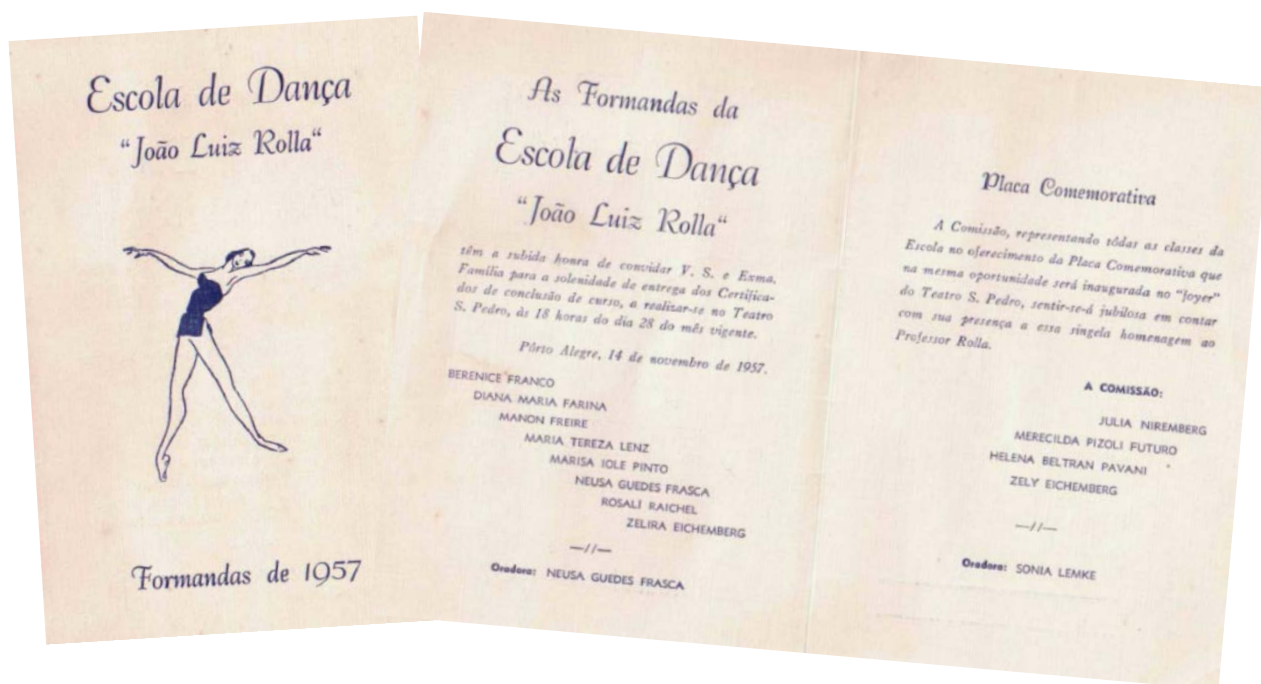 Escola de Dança
“João Luiz Rolla“
Formandas de 1957
As Formandas da
Escola de Dança
“João Luiz Rolla“
têm a subida honra de convidar V. S. e Exma.
Família para a solenidade de entrega dos Certifica-
dos de conclusão de curso, a realizar-se no Teatro
S. Pedro, às 18 horas do dia 28 do mês vigente.
Pôrto Alegre, 14 de novembro de 1957.
BERENICE FRANCO
DIANA MARIA FARINA
MANON FREIRE
MARIA TEREZA LENZ
MARISA IOLE PINTO
NEUSA GUEDES FRASCA
ROSALI RAICHEL
ZELIRA EICHEMBERG
—//—
Oradora: NEUSA GUEDES FRASCA
Placa Comemorativa
A Comissão, representando tôdas as classes da
Escola no oferecimento da Placa Comemorativa que
na mesma oportunidade será inaugurada no "foyer"
do Teatro S. Pedro, sentir-se-á jubilosa em contar
com sua presença a essa singela homenagem ao
Professor Rolla.
A COMISSÃO:
JULIA NIREMBERG
MERECILDA PIZOLI FUTURO
HELENA BELTRAN PAVANI
ZELY EICHEMBERG
—//—
Oradora: SONIA LEMKE